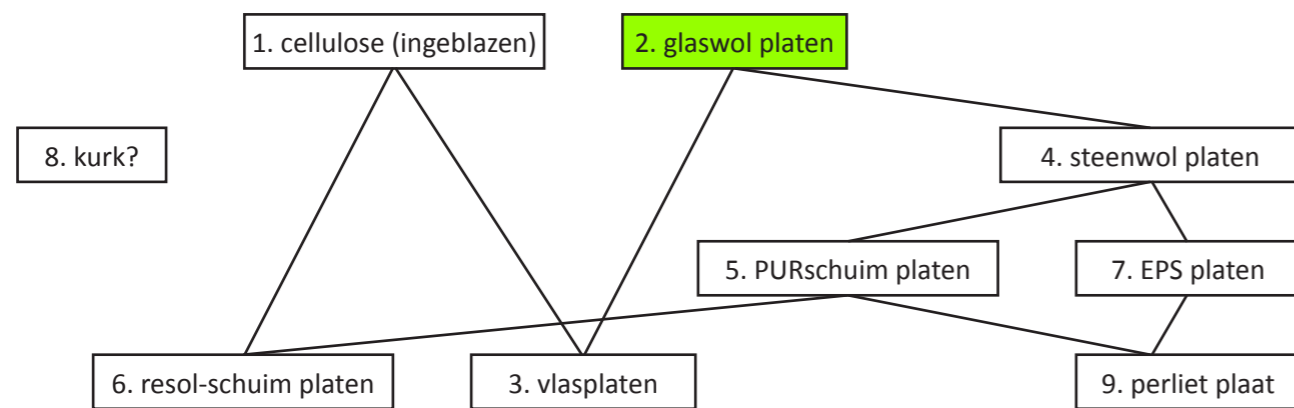 1. cellulose (ingeblazen)
2. glaswol platen
8. kurk?
4. steenwol platen
5. PURschuim platen
7. EPS platen
6. resol-schuim platen
3. vlasplaten
9. perliet plaat